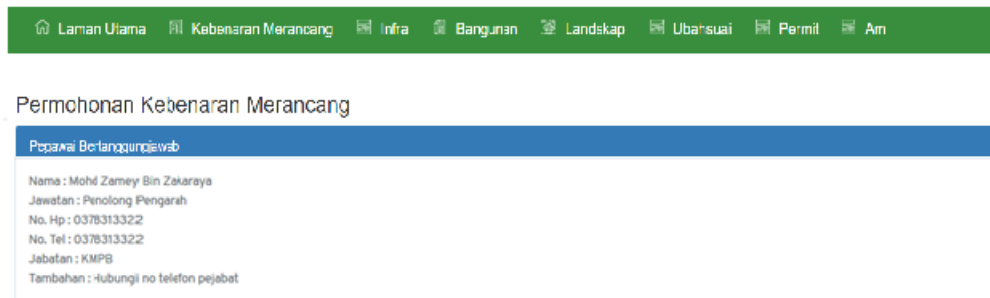 Laman Utama Kebenaran Merancang Infra Bangunan Landskap Ubahsuai Permit Am
Permohonan Kebenaran Merancang
Pegawai Bertanggungjawab
Nama : Mohd Zameyr Bin Zakaraya
Jawatan : Penolong Pengarah
No. Hp : 0378313322
No. Tel : 0378313322
Jabatan : KMPB
Tambahan : Hubungi no telefon pejabat